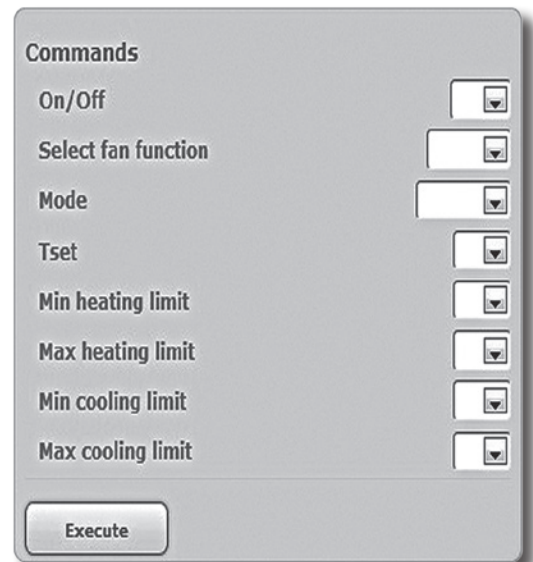 Commands
On/Off
Select fan function
Mode
Tset
Min heating limit
Max heating limit
Min cooling limit
Max cooling limit
Execute